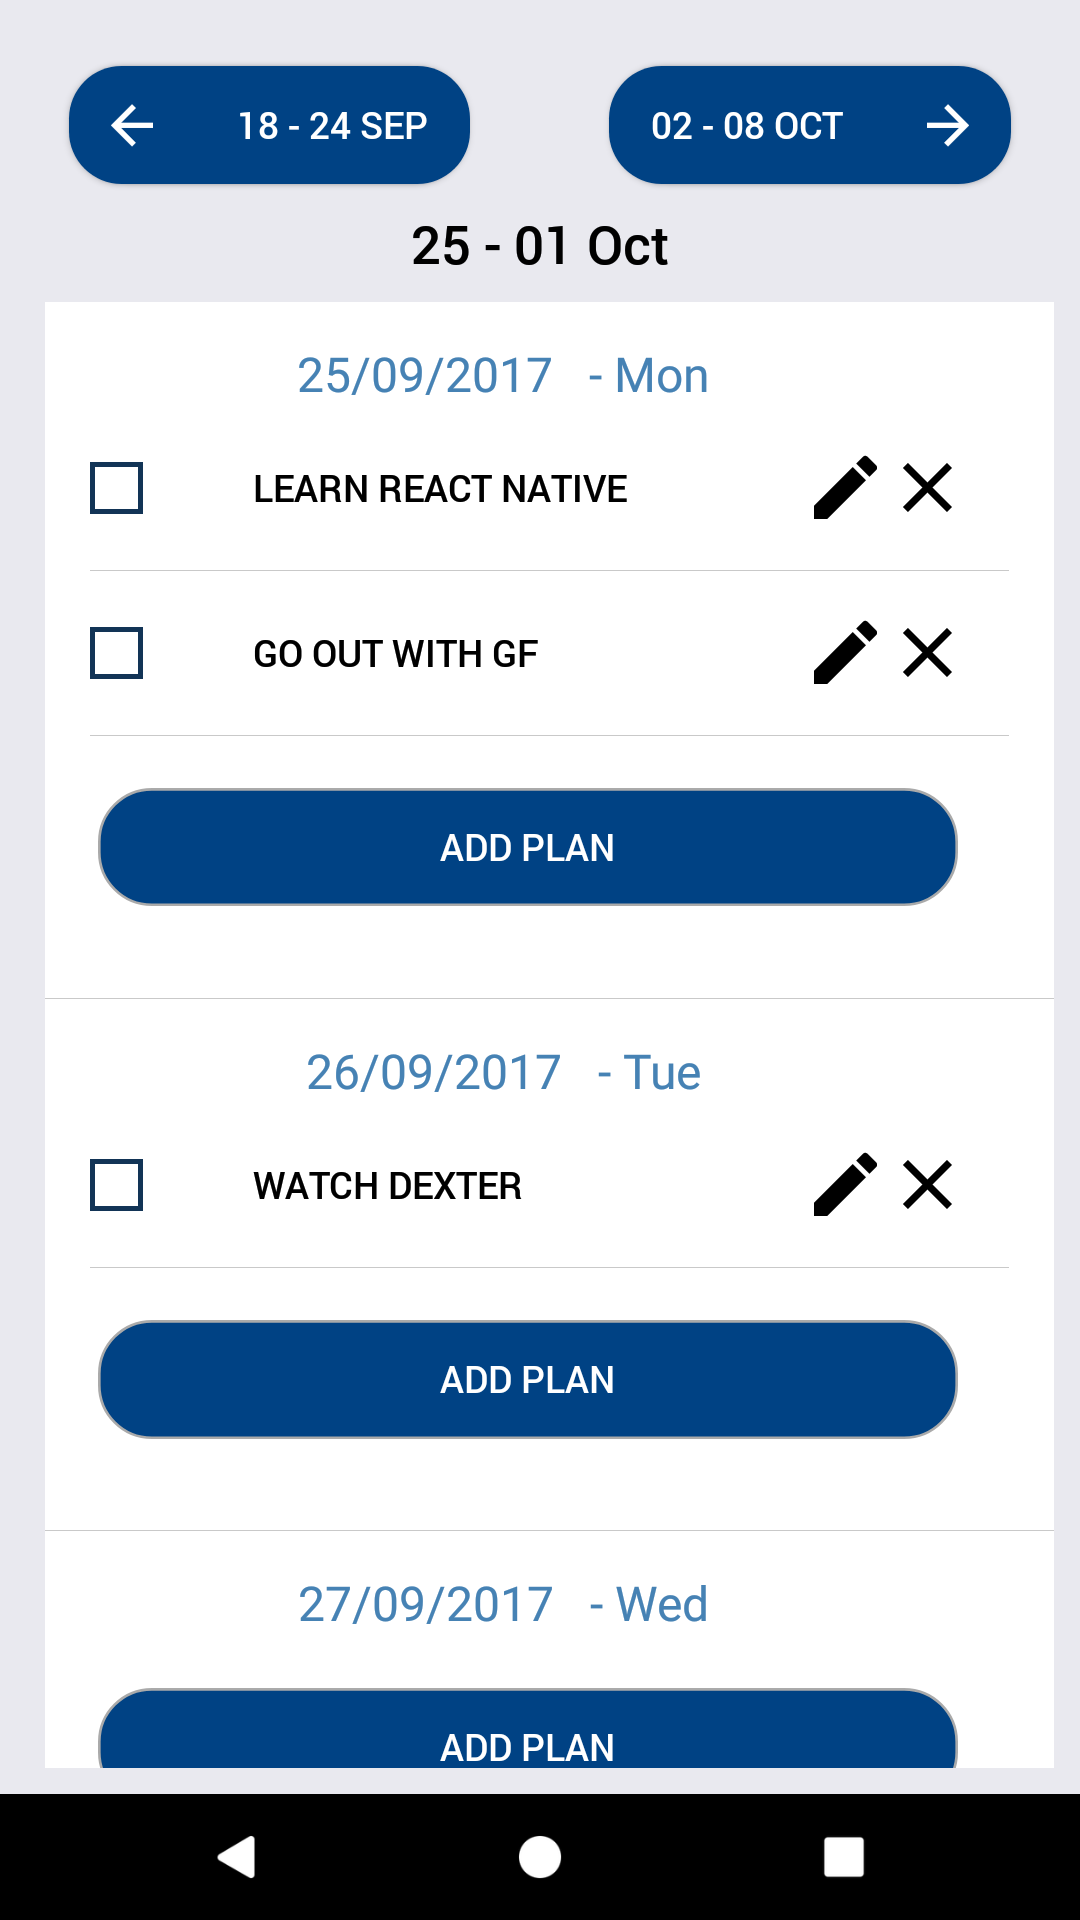 18 - 24 SEP
02 - 08 OCT
25 - 01 Oct
25/09/2017 - Mon
LEARN REACT NATIVE
GO OUT WITH GF
ADD PLAN
26/09/2017 - Tue
WATCH DEXTER
ADD PLAN
27/09/2017 - Wed
ADD PLAN